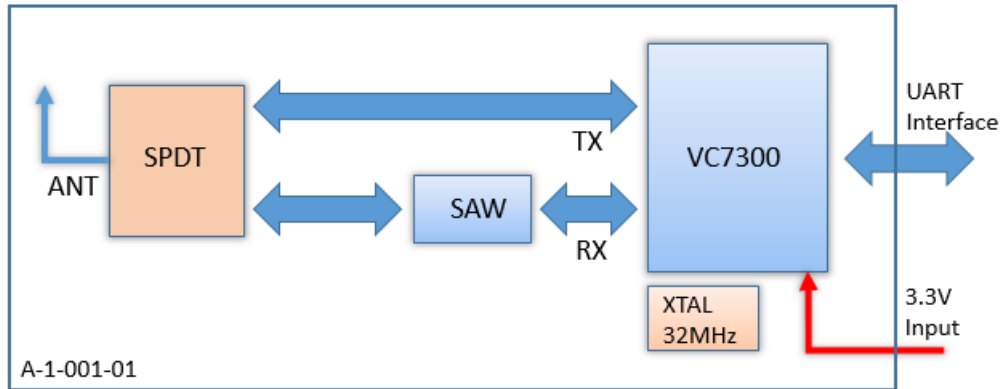 SPDT
ANT
TX
SAW
RX
VC7300
UART
Interface
XTAL
32MHz
3.3V
Input
A-1-001-01